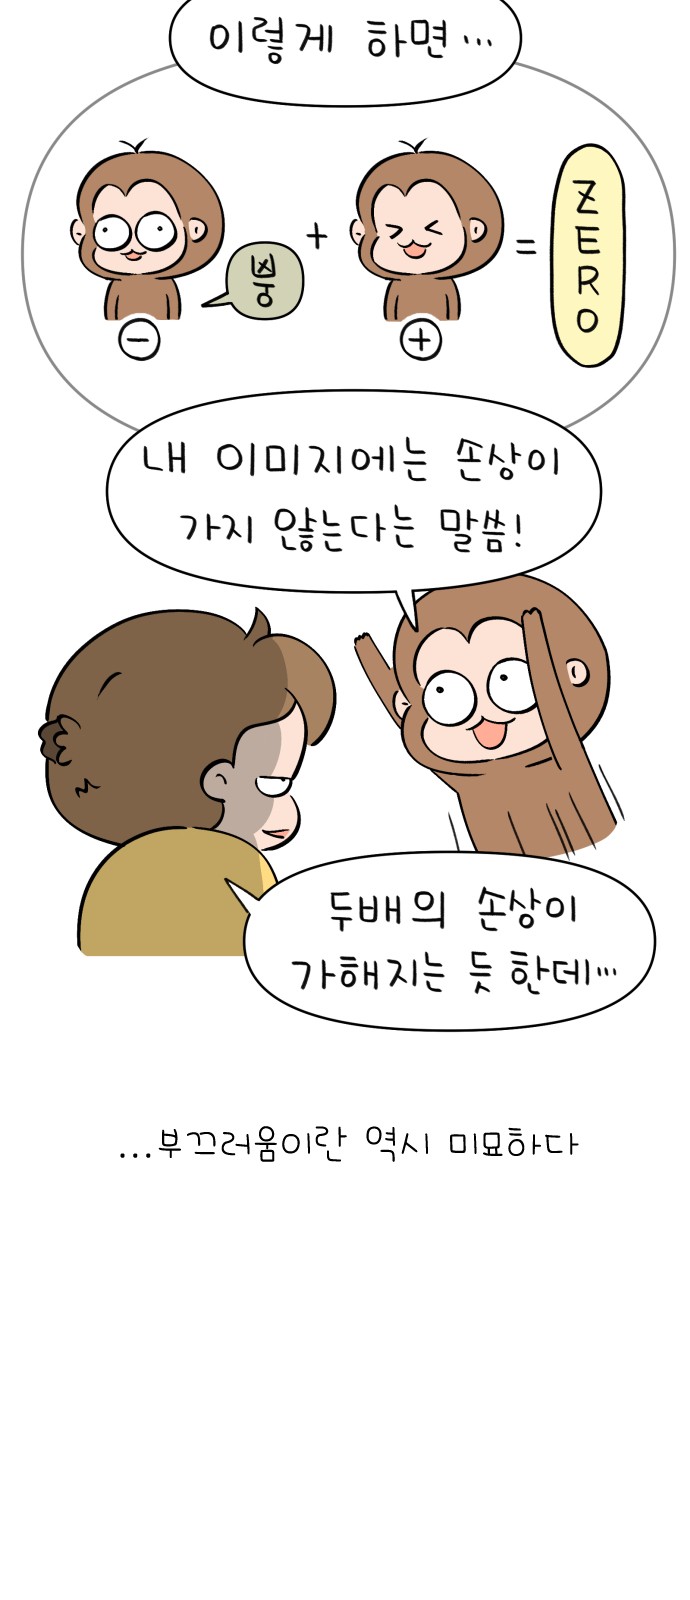 이렇게 하면...
뿡
+
=
ZERO
-
+
내 이미지에는 손상이
가지 않는다는 말씀!
두배의 손상이
가해지는 듯 한데...
...부끄러움이란 역시 미묘하다